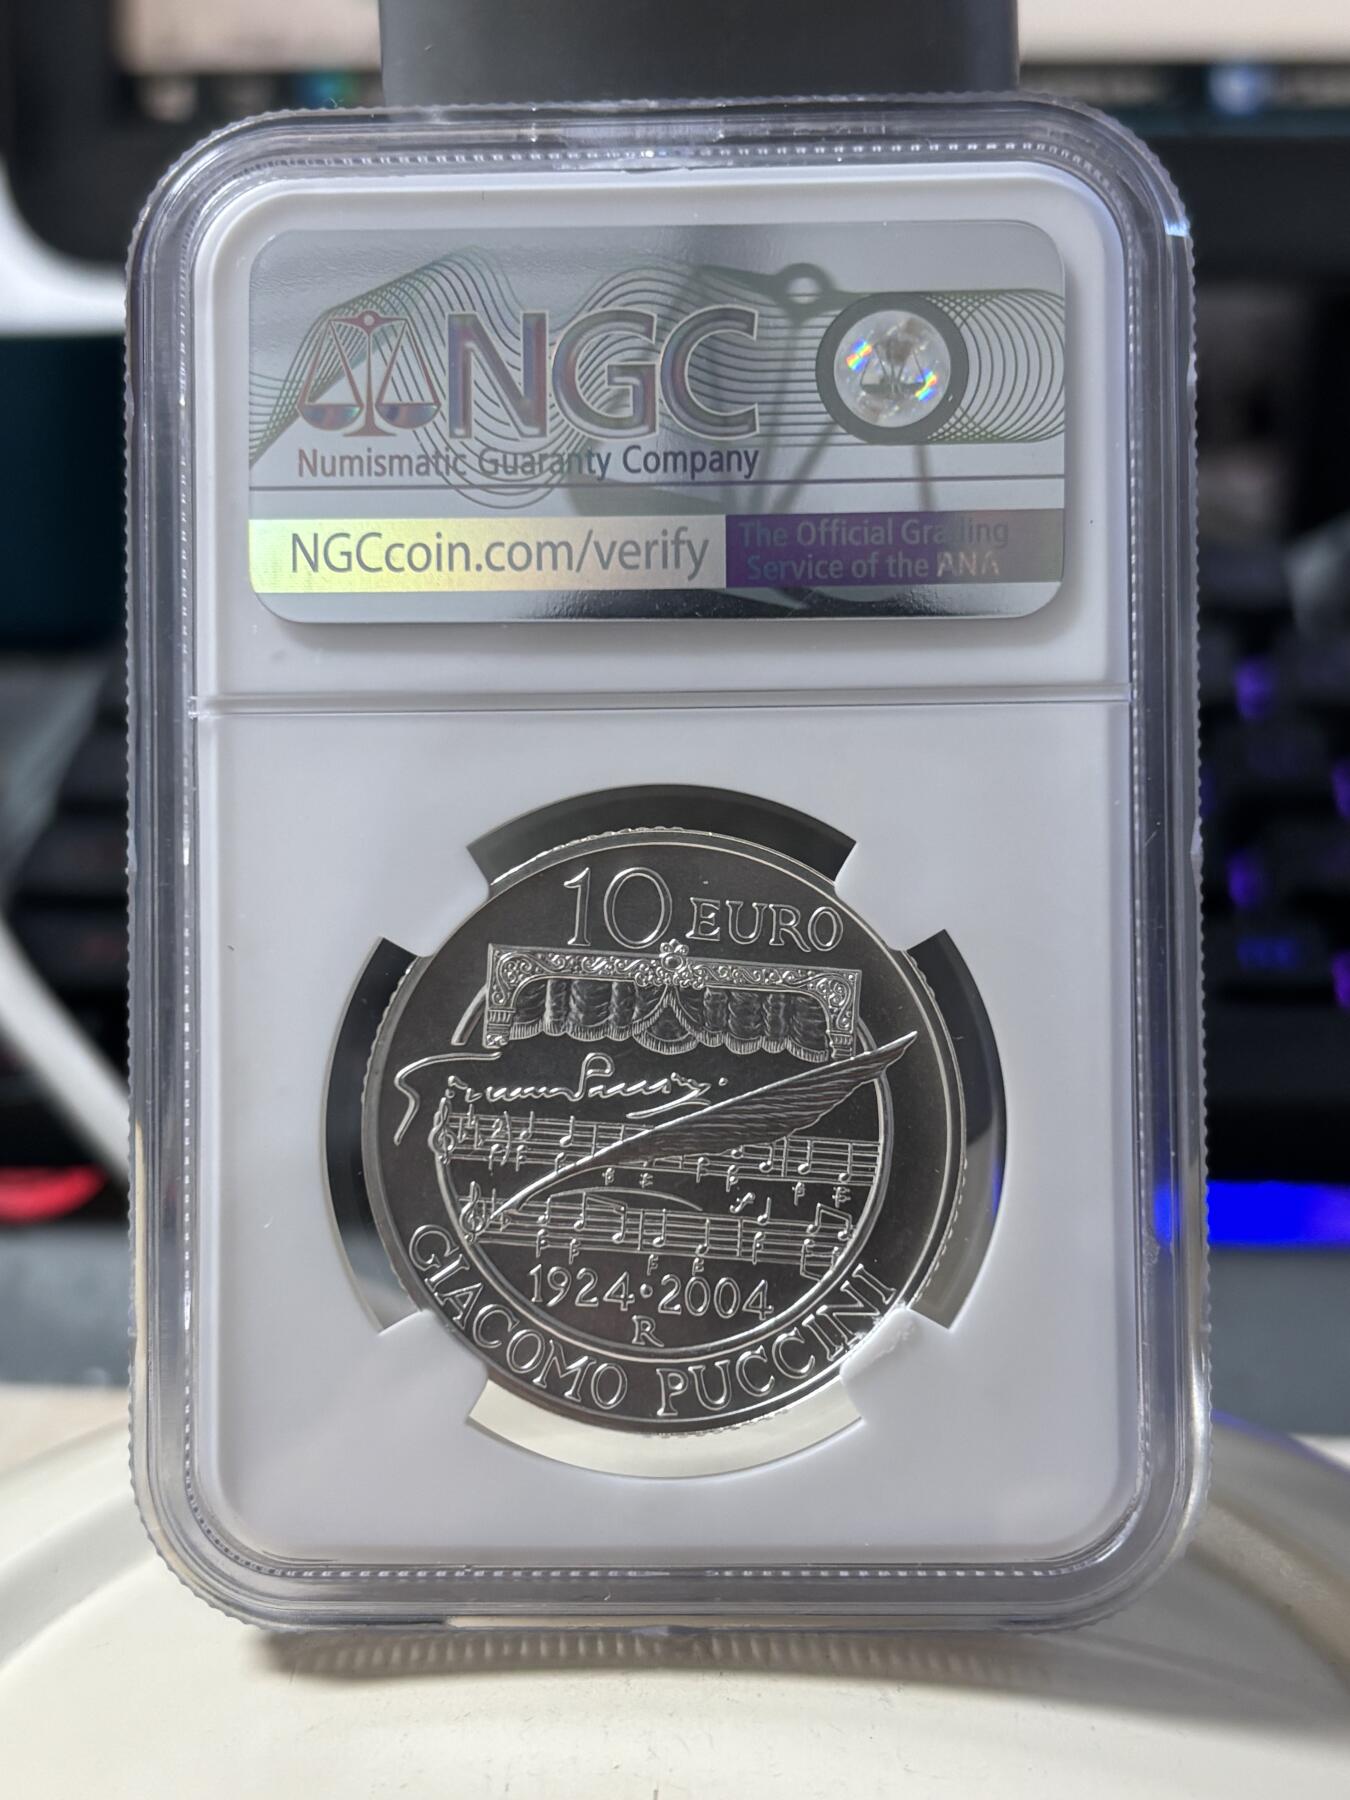 NGC
Numismatic Guaranty Company
NGCcoin.com/verify
The Official Grading
Service of the ANA
10 EURO
1924·2004
R
GIACOMO PUCCINI